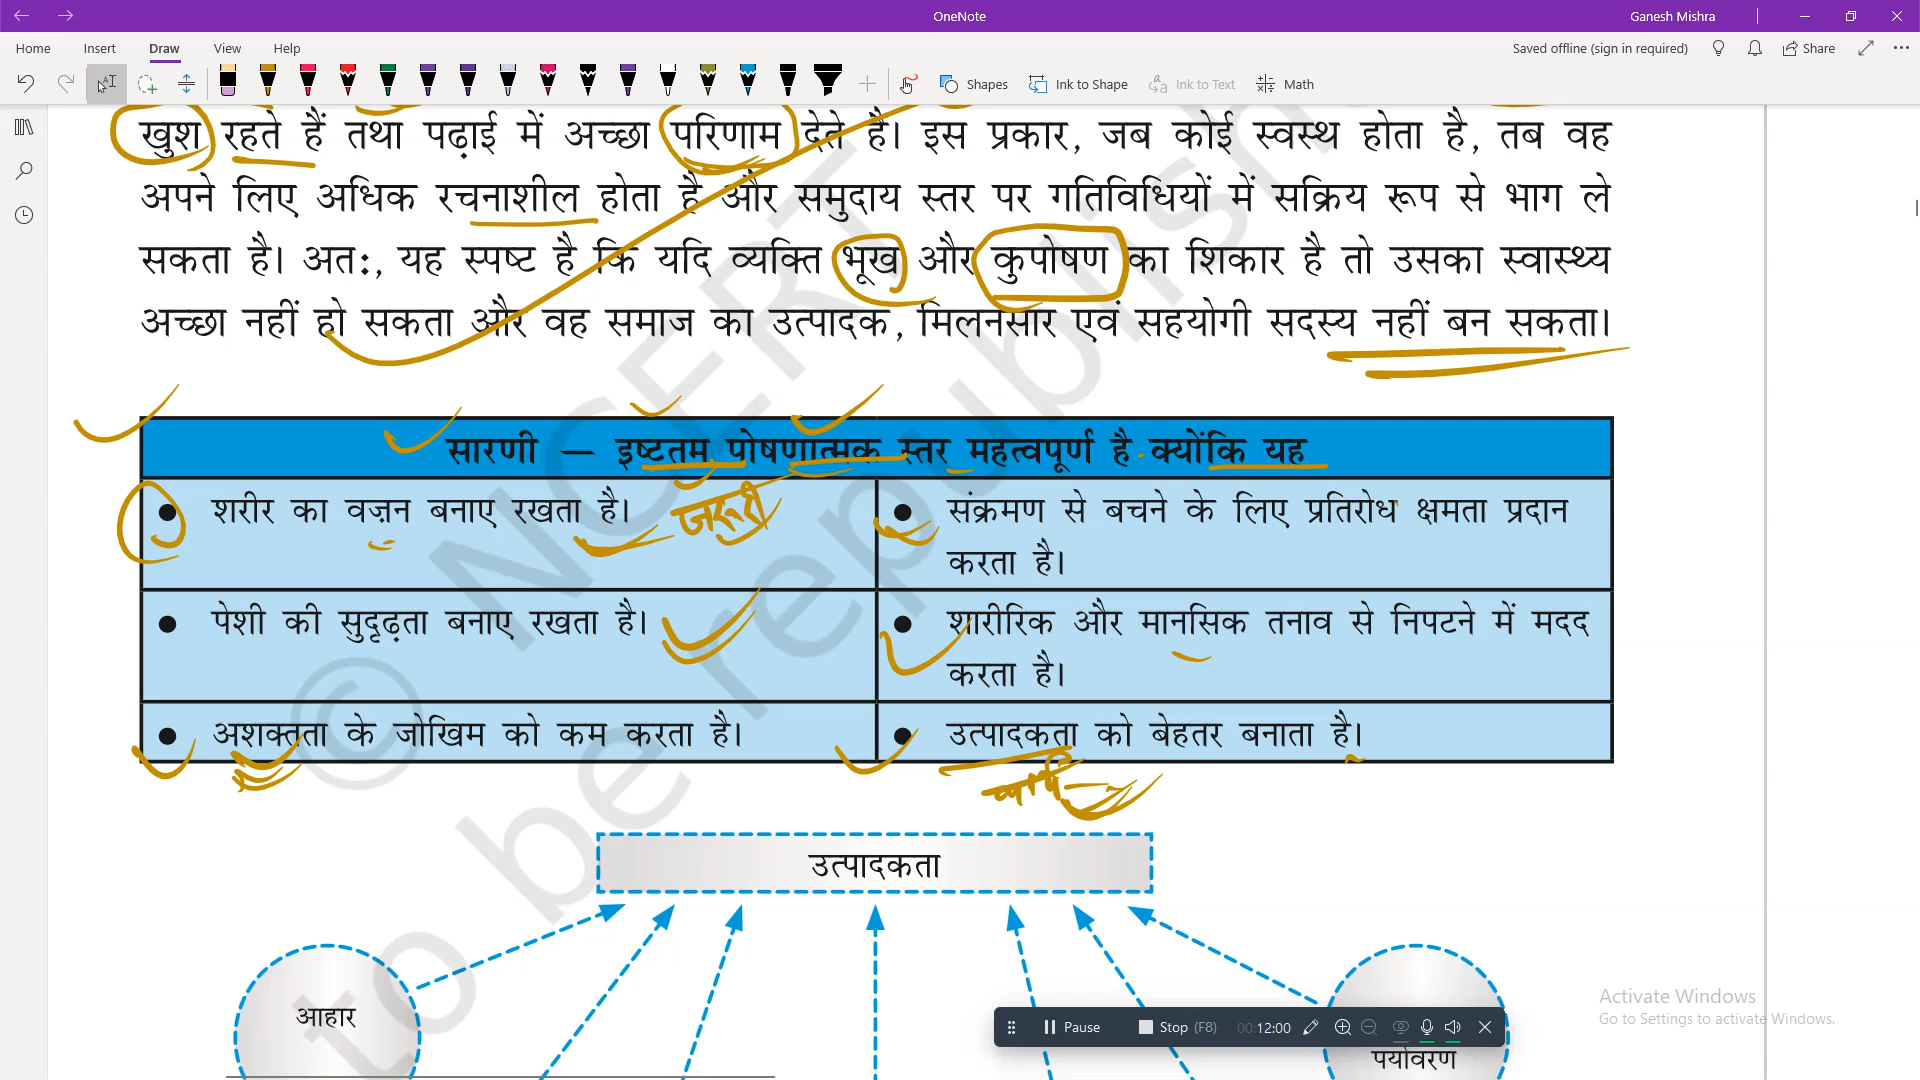 OneNote
Ganesh Mishra
Home Insert Draw View Help
Saved offline (sign in required)
Share
Shapes
Ink to Shape
Ink to Text
Math
खुश रहते हैं तथा पढ़ाई में अच्छा परिणाम देते हैं। इस प्रकार, जब कोई स्वस्थ होता है, तब वह
अपने लिए अधिक रचनाशील होता है और समुदाय स्तर पर गतिविधियों में सक्रिय रूप से भाग ले
सकता है। अतः, यह स्पष्ट है कि यदि व्यक्ति भूख और कुपोषण का शिकार है तो उसका स्वास्थ्य
अच्छा नहीं हो सकता और वह समाज का उत्पादक, मिलनसार एवं सहयोगी सदस्य नहीं बन सकता।
सारणी — इष्टतम पोषणात्मक स्तर महत्वपूर्ण है क्योंकि यह
● शरीर का वज़न बनाए रखता है।
जरूरी
● संक्रमण से बचने के लिए प्रतिरोध क्षमता प्रदान
करता है।
● पेशी की सुदृढ़ता बनाए रखता है।
● शारीरिक और मानसिक तनाव से निपटने में मदद
करता है।
● अशक्तता के जोखिम को कम करता है।
● उत्पादकता को बेहतर बनाता है।
उत्पादकता
आहार
पर्यावरण
© NCERT
to be republish
Pause
Stop (F8)
00:12:00
Activate Windows
Go to Settings to activate Windows.